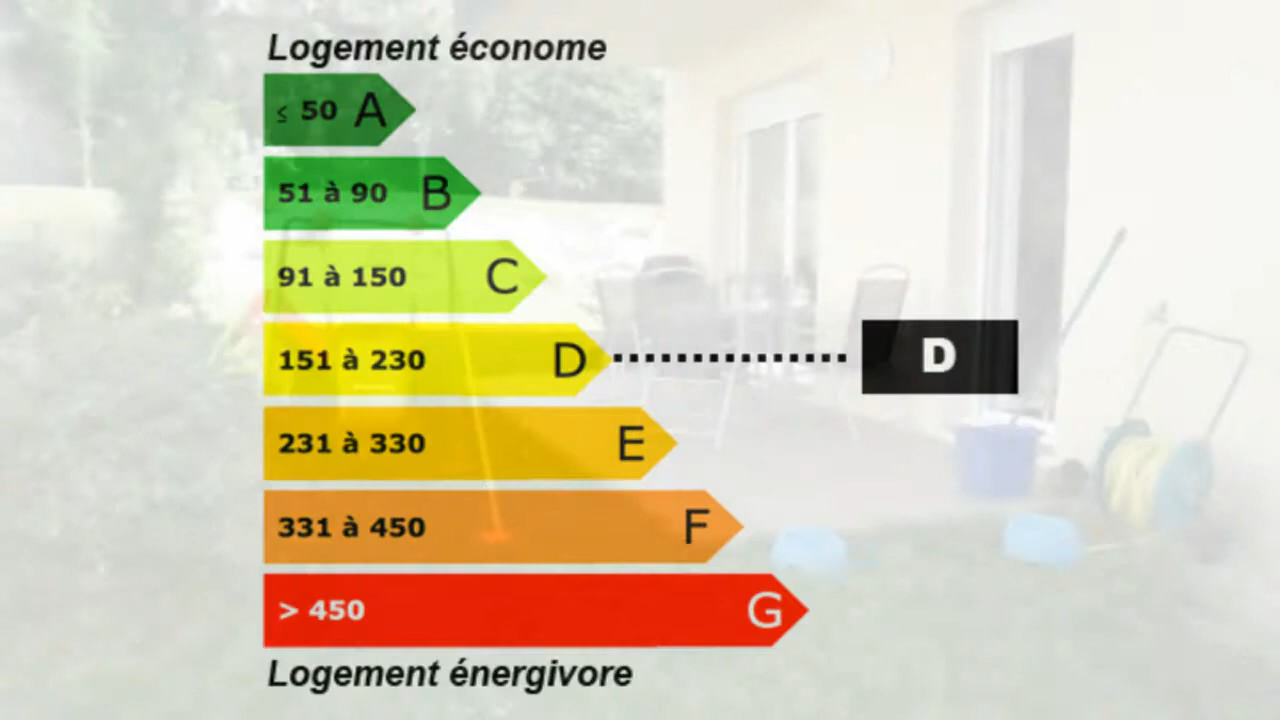 Logement économe
≤ 50 A
51 à 90 B
91 à 150 C
151 à 230 D D
231 à 330 E
331 à 450 F
> 450 G
Logement énergivore